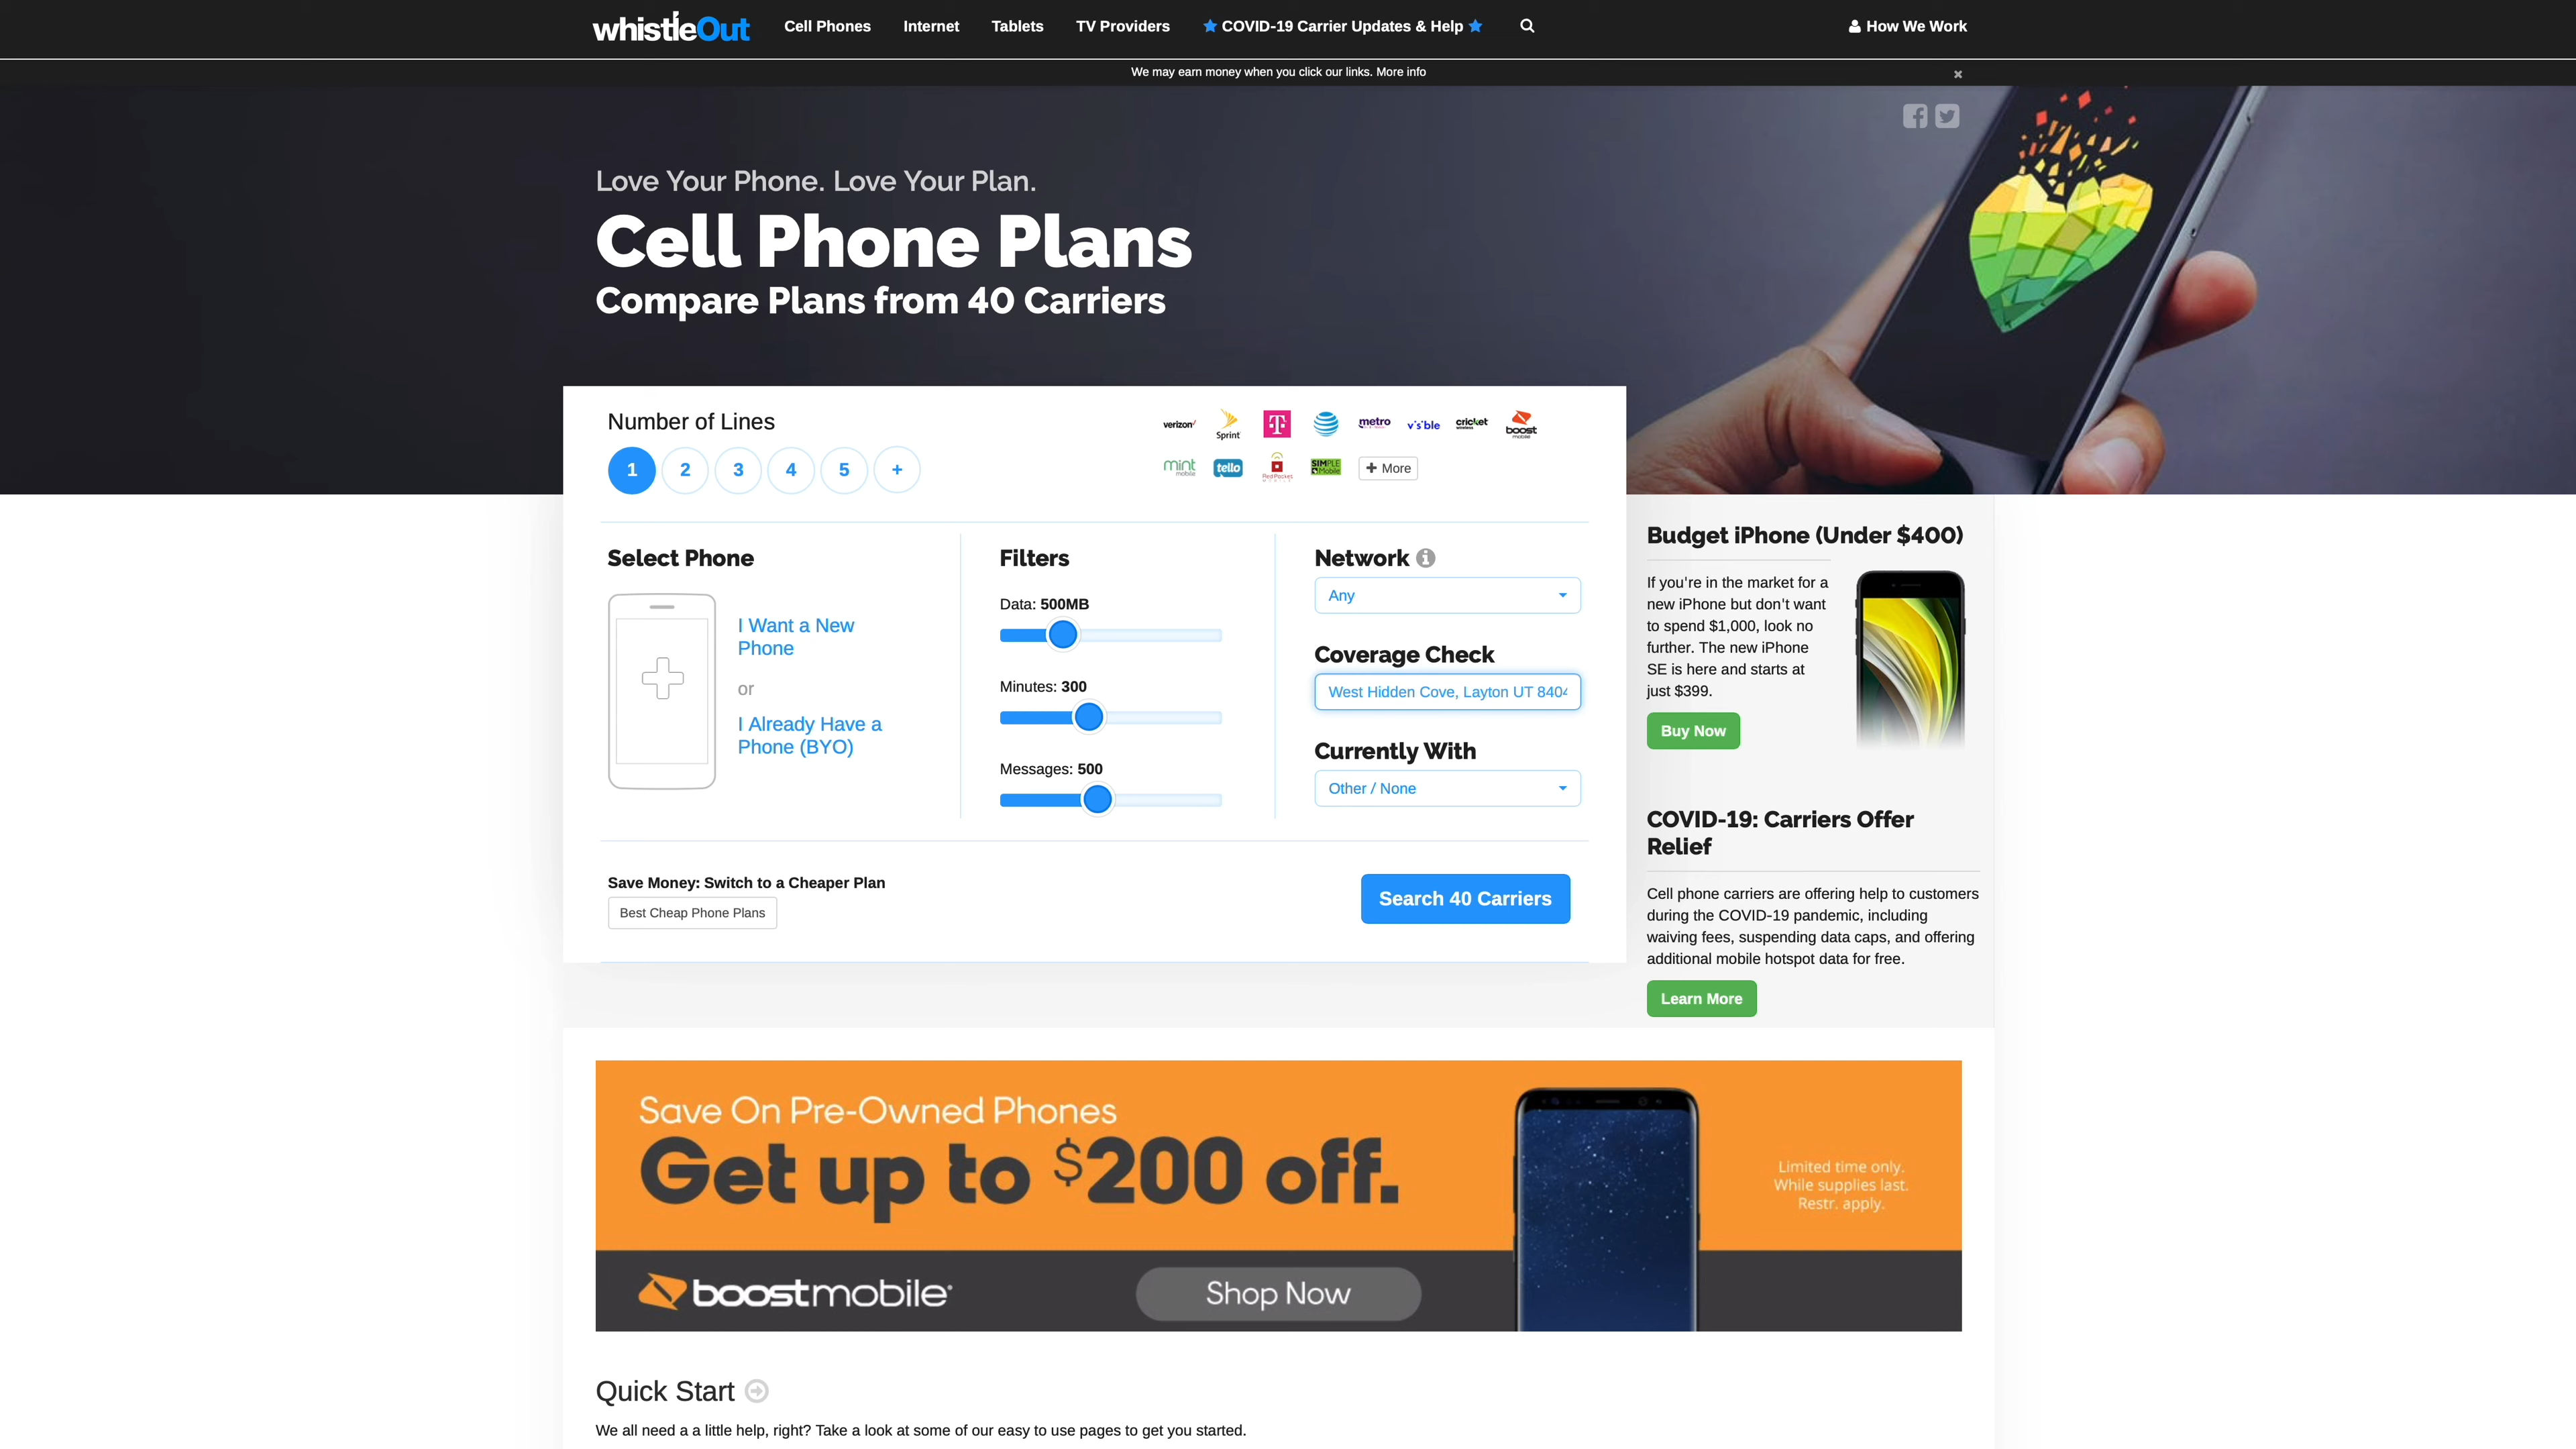 whistleOut Cell Phones Internet Tablets TV Providers COVID-19 Carrier Updates & Help How We Work
We may earn money when you click our links. More info
Love Your Phone. Love Your Plan.
Cell Phone Plans
Compare Plans from 40 Carriers
Number of Lines
1 2 3 4 5 +
verizon Sprint T metro visible cricket wireless boost mobile
mint mobile tello Red Pocket MOBILE SIMPLE Mobile + More
Select Phone
I Want a New
Phone
or
I Already Have a
Phone (BYO)
Filters
Data: 500MB
Minutes: 300
Messages: 500
Network
Any
Coverage Check
West Hidden Cove, Layton UT 8404
Currently With
Other / None
Save Money: Switch to a Cheaper Plan
Best Cheap Phone Plans
Search 40 Carriers
Budget iPhone (Under $400)
If you're in the market for a
new iPhone but don't want
to spend $1,000, look no
further. The new iPhone
SE is here and starts at
just $399.
Buy Now
COVID-19: Carriers Offer
Relief
Cell phone carriers are offering help to customers
during the COVID-19 pandemic, including
waiving fees, suspending data caps, and offering
additional mobile hotspot data for free.
Learn More
Save On Pre-Owned Phones
Get up to $200 off.
Limited time only.
While supplies last.
Restr. apply.
boostmobile
Shop Now
Quick Start
We all need a a little help, right? Take a look at some of our easy to use pages to get you started.